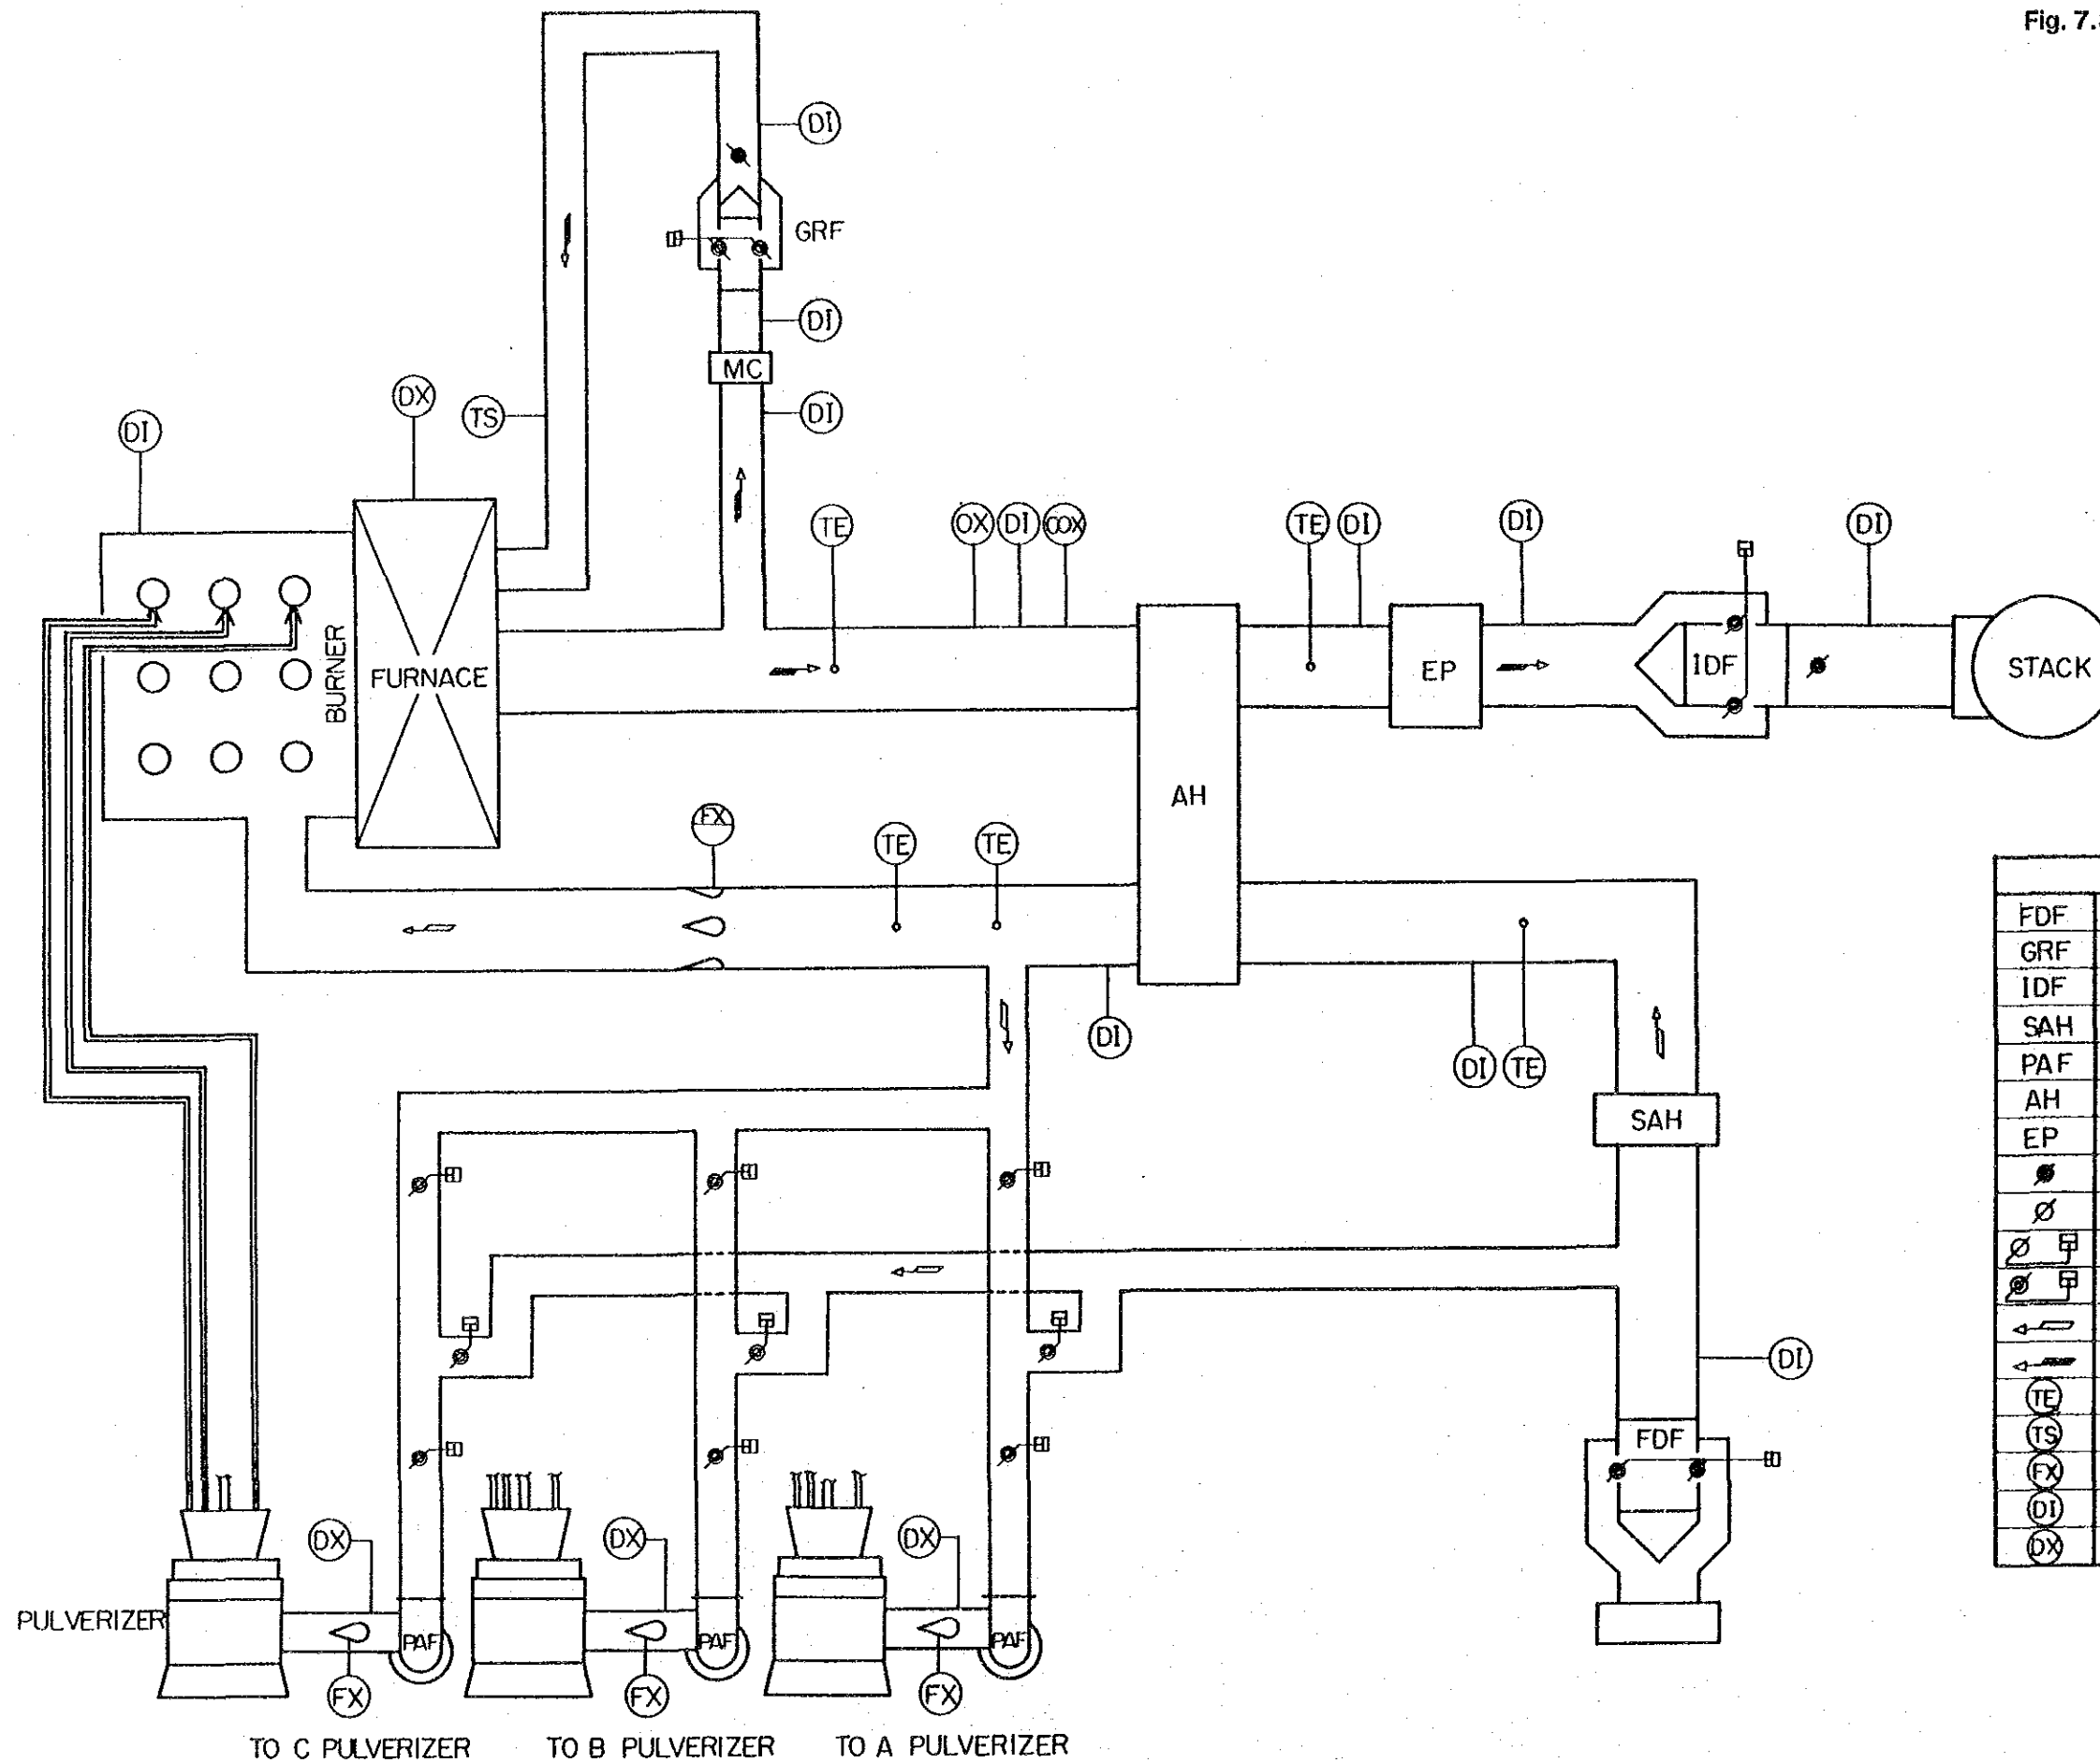 Fig. 7.
DI
GRF
DI
MC
DI
DX
TS
DI
TE
OX
DI
COX
TE
DI
DI
DI
BURNER
FURNACE
EP
IDF
STACK
AH
FX
TE
TE
DI
DI
TE
SAH
DI
FDF
DX
DX
DX
PULVERIZER
PAF
PAF
PAF
FX
FX
FX
TO C PULVERIZER
TO B PULVERIZER
TO A PULVERIZER
FDF
GRF
IDF
SAH
PAF
AH
EP
TE
TS
FX
DI
DX